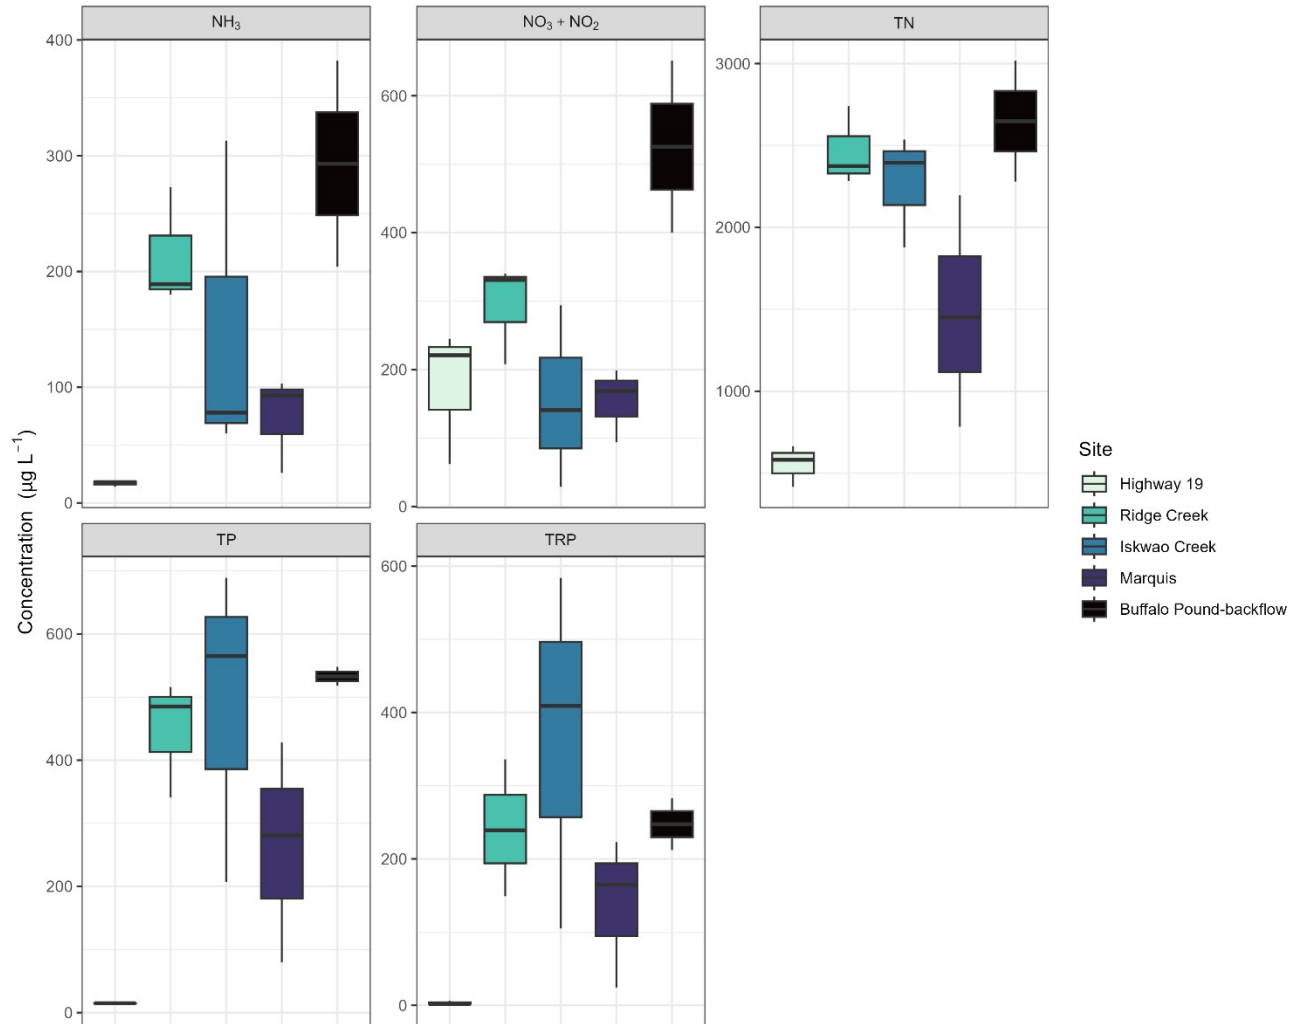 NH₃
NO₃ + NO₂
TN
400
300
200
100
0
600
400
200
0
3000
2000
1000
Concentration (µg L⁻¹)
TP
TRP
600
400
200
0
600
400
200
0
Site
Highway 19
Ridge Creek
Iskwao Creek
Marquis
Buffalo Pound-backflow